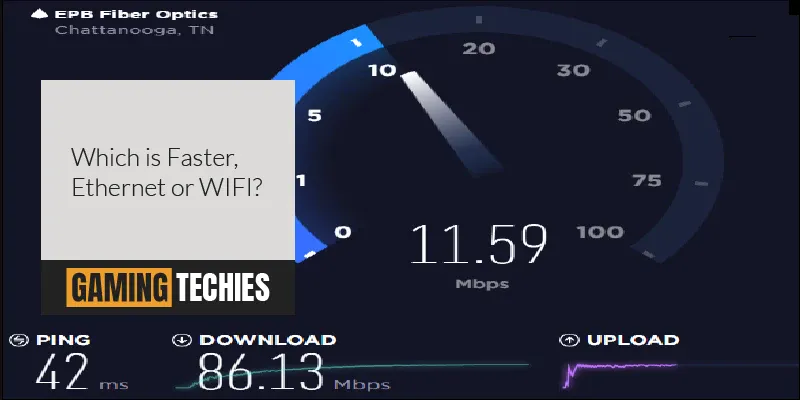 EPB Fiber Optics
Chattanooga, TN
20
10
30
5
50
Which is Faster,
Ethernet or WIFI?
1
75
0
11.59
100
Mbps
GAMING TECHIES
PING
DOWNLOAD
UPLOAD
42 ms
86.13 Mbps